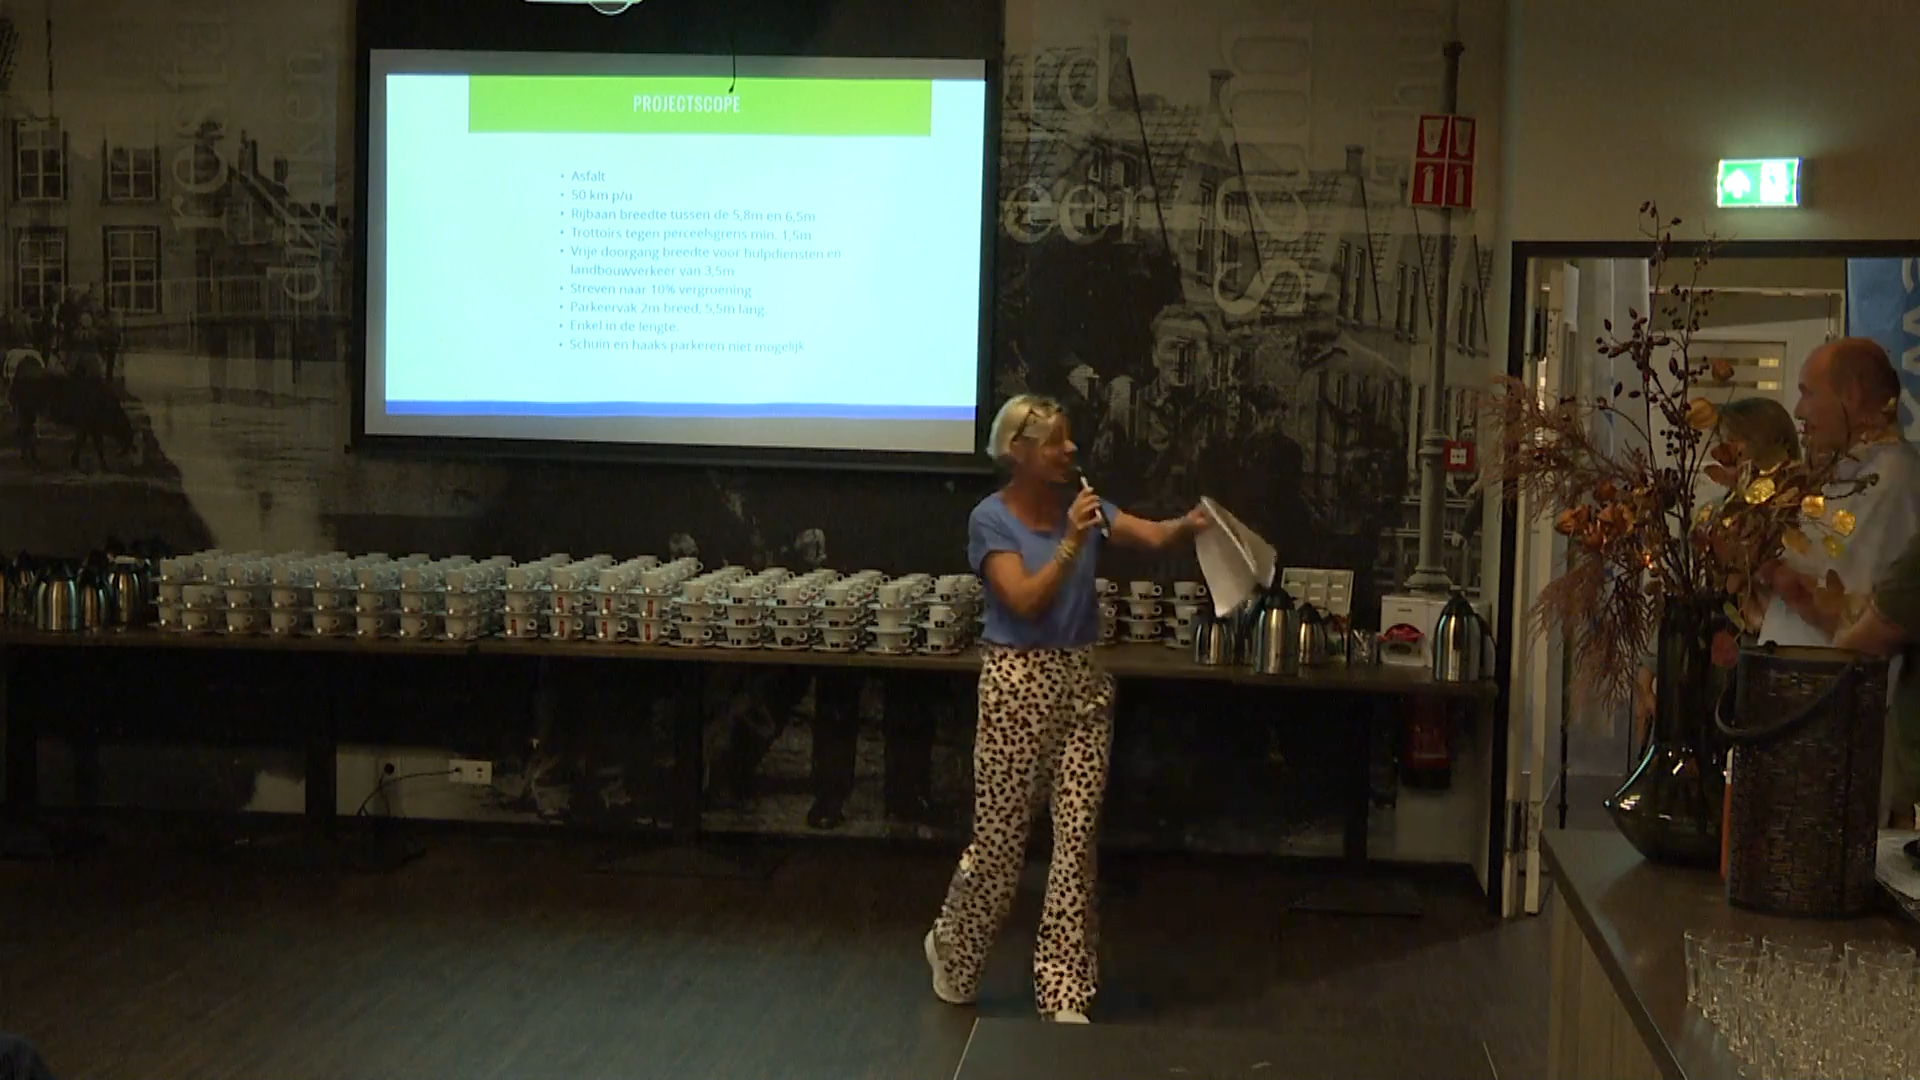 PROJECTSCOPE
• Asfalt
• 50 km p/u
• Rijbaan breedte tussen de 5,8m en 6,5m
• Trottoirs tegen perceelsgrens min. 1,5m
• Vrije doorgang breedte voor hulpdiensten en
landbouwverkeer van 3,5m
• Streven naar 10% vergroening
• Parkeervak 2m breed, 5,5m lang.
• Enkel in de lengte.
• Schuin en haaks parkeren niet mogelijk